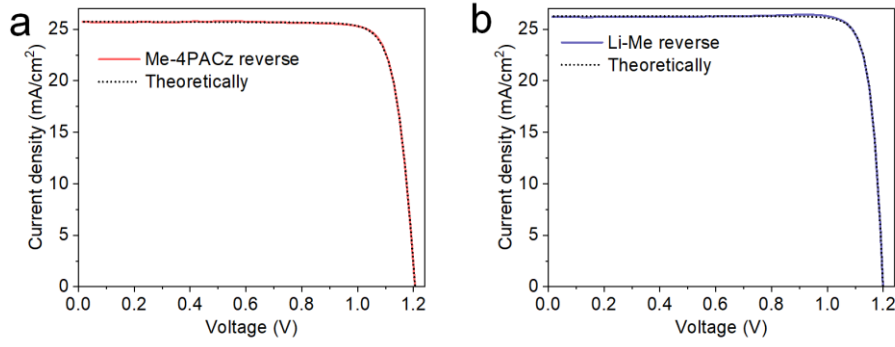 a
Current density (mA/cm²)
25
20
15
10
5
0
Me-4PACz reverse
Theoretically
0.0 0.2 0.4 0.6 0.8 1.0 1.2
Voltage (V)
b
Current density (mA/cm²)
25
20
15
10
5
0
Li-Me reverse
Theoretically
0.0 0.2 0.4 0.6 0.8 1.0 1.2
Voltage (V)